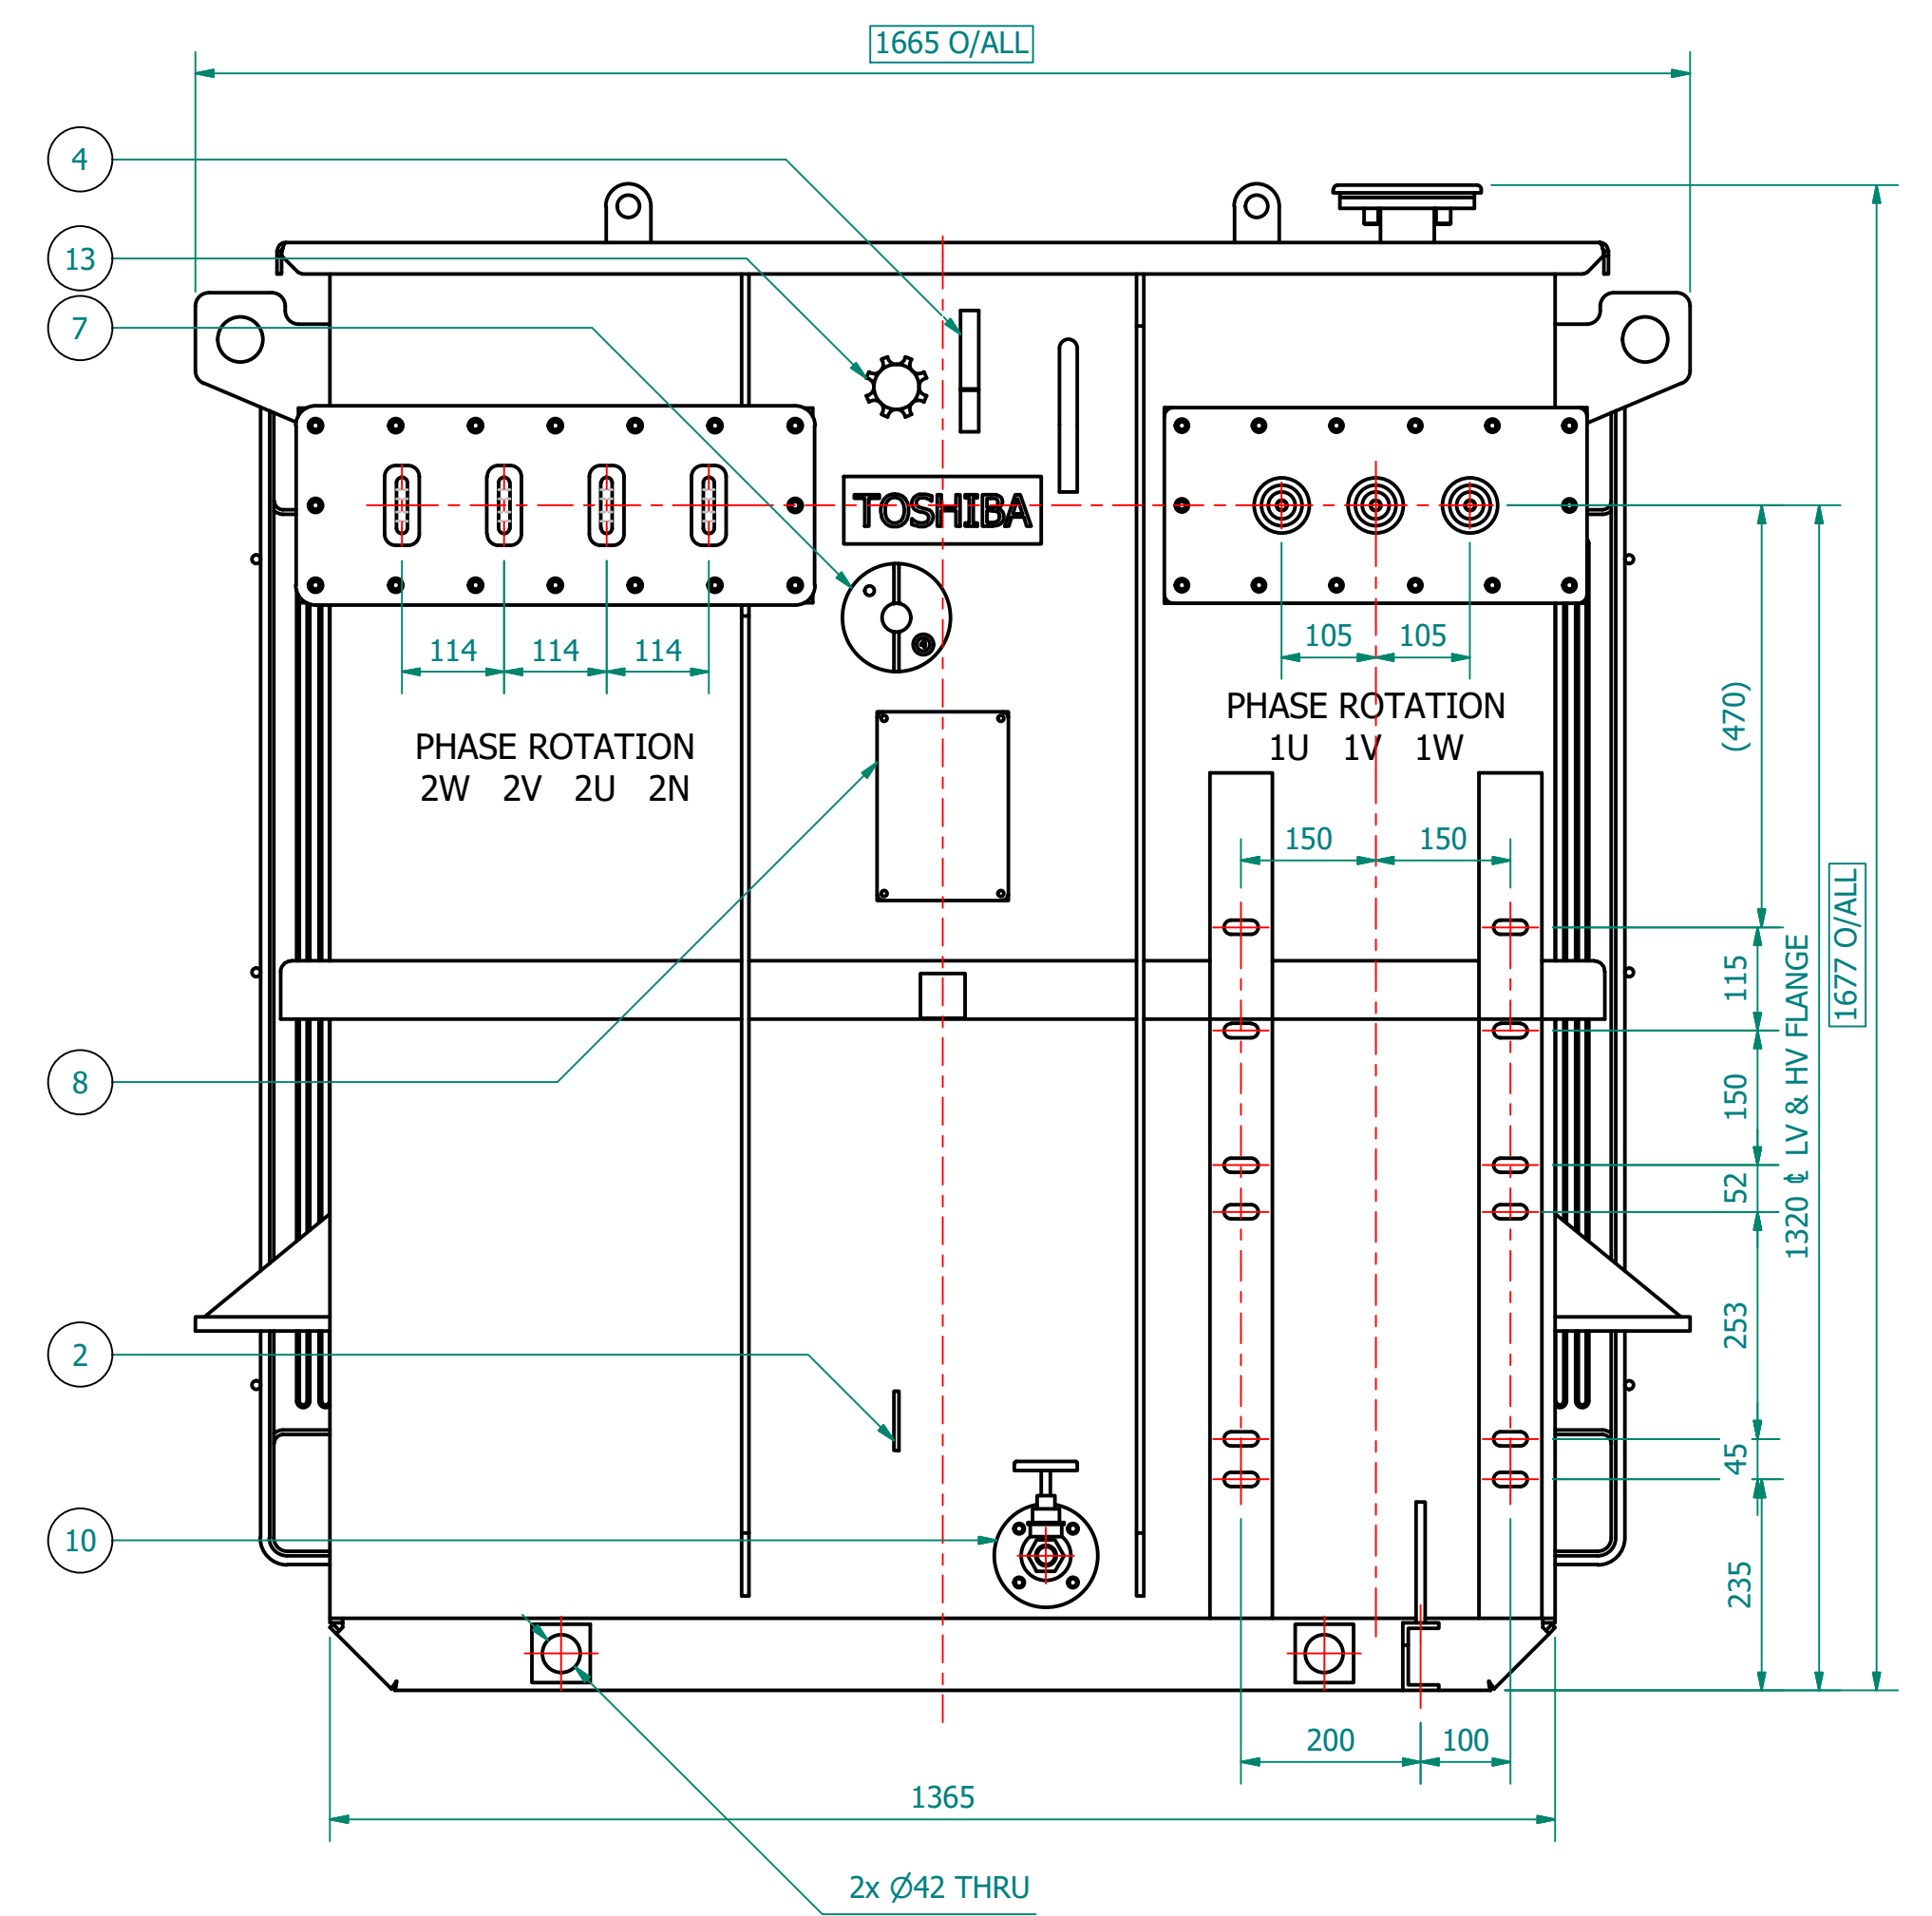 1665 O/ALL
4
13
7
TOSHIBA
114 114 114
105 105
PHASE ROTATION
2W 2V 2U 2N
PHASE ROTATION
1U 1V 1W
(470)
150 150
8
115
150
52
253
45
235
1320 ℄ LV & HV FLANGE
1677 O/ALL
2
10
200 100
1365
2x Ø42 THRU